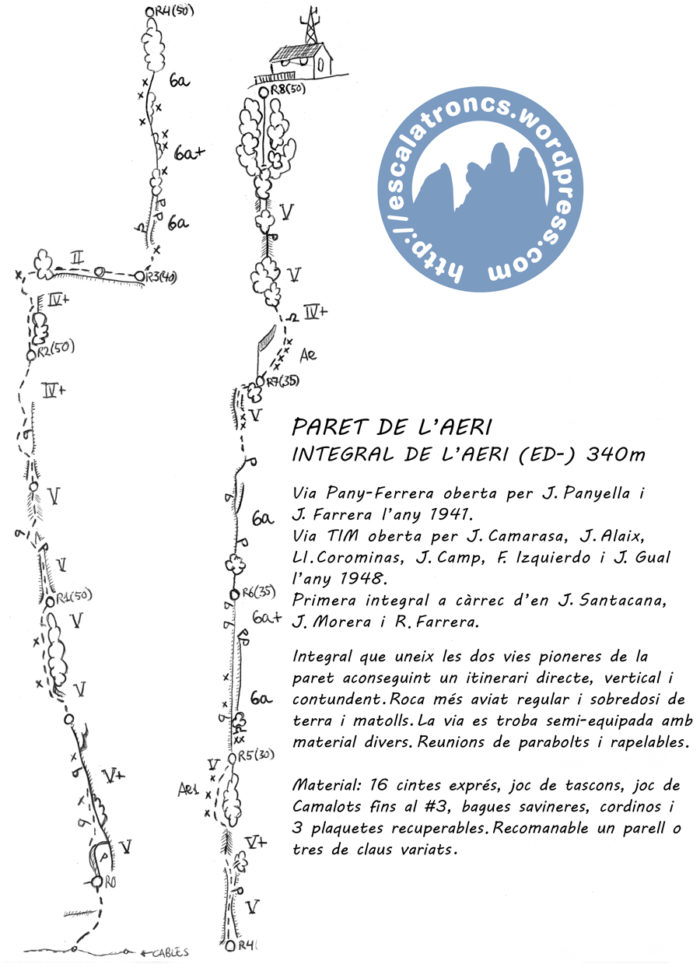 R4(50)
6a
6a+
6a
II
R3(40)
IV+
R2(50)
IV+
V
V
R1(50)
V
V
V+
V
R0
←CABLES
R8(50)
V
V
IV+
Ae
R7(35)
V
6a
R6(35)
6a+
6a
R5(30)
V
Ae1
V+
V
R4(
http://escalatroncs.wordpress.com
PARET DE L'AERI
INTEGRAL DE L'AERI (ED-) 340m
Via Pany-Ferrera oberta per J. Panyella i
J. Farrera l'any 1941.
Via TIM oberta per J. Camarasa, J. Alaix,
Ll. Corominas, J. Camp, F. Izquierdo i J. Gual
l'any 1948.
Primera integral a càrrec d'en J. Santacana,
J. Morera i R. Farrera.
Integral que uneix les dos vies pioneres de la
paret aconseguint un itinerari directe, vertical i
contundent. Roca més aviat regular i sobredosi de
terra i matolls. La via es troba semi-equipada amb
material divers. Reunions de parabolts i rapelables.
Material: 16 cintes exprés, joc de tascons, joc de
Camalots fins al #3, bagues savineres, cordinos i
3 plaquetes recuperables. Recomanable un parell o
tres de claus variats.